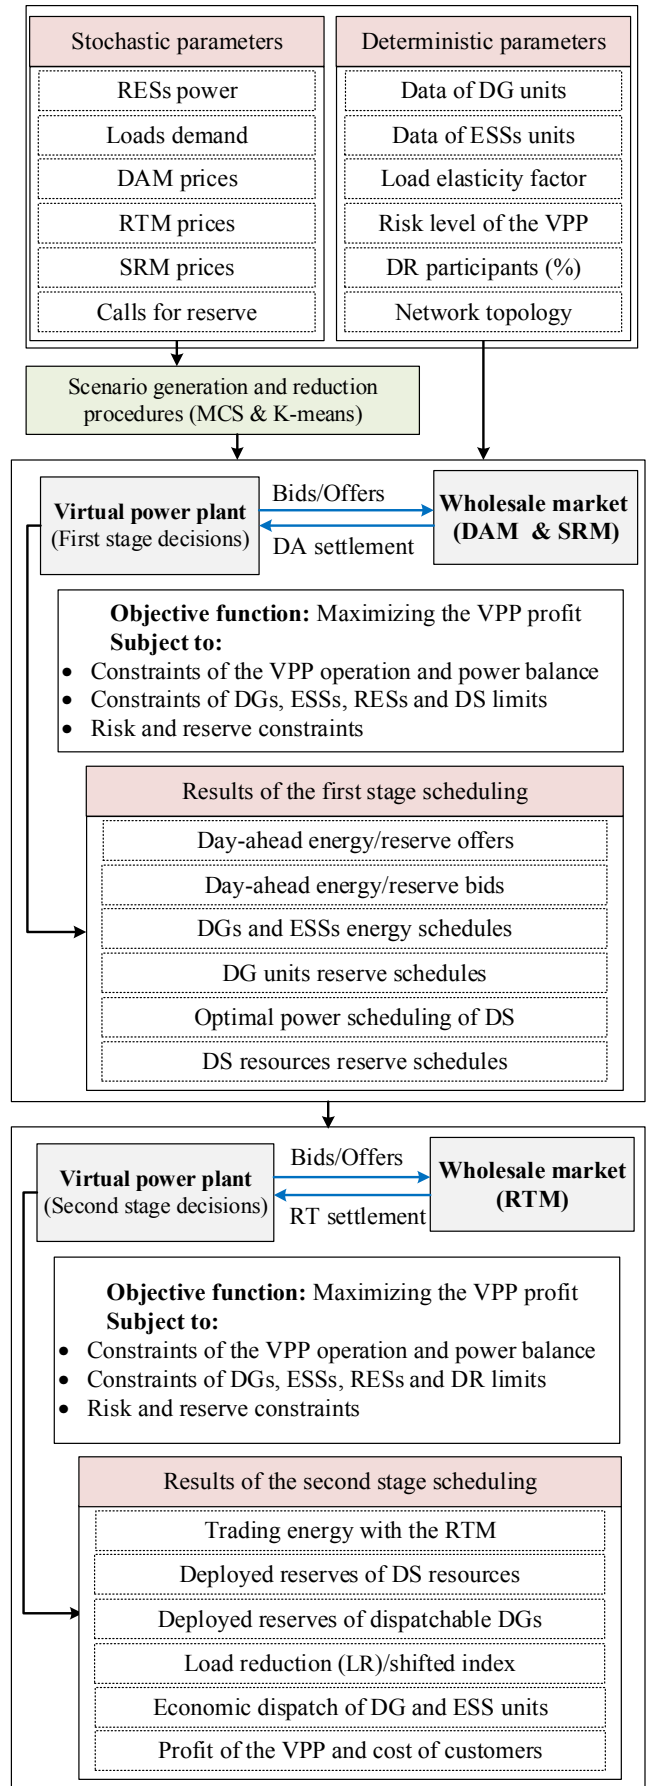 Stochastic parameters
RESs power
Loads demand
DAM prices
RTM prices
SRM prices
Calls for reserve
Deterministic parameters
Data of DG units
Data of ESSs units
Load elasticity factor
Risk level of the VPP
DR participants (%)
Network topology
Scenario generation and reduction
procedures (MCS & K-means)
Virtual power plant
(First stage decisions)
Bids/Offers
DA settlement
Wholesale market
(DAM & SRM)
Objective function: Maximizing the VPP profit
Subject to:
• Constraints of the VPP operation and power balance
• Constraints of DGs, ESSs, RESs and DS limits
• Risk and reserve constraints
Results of the first stage scheduling
Day-ahead energy/reserve offers
Day-ahead energy/reserve bids
DGs and ESSs energy schedules
DG units reserve schedules
Optimal power scheduling of DS
DS resources reserve schedules
Virtual power plant
(Second stage decisions)
Bids/Offers
RT settlement
Wholesale market
(RTM)
Objective function: Maximizing the VPP profit
Subject to:
• Constraints of the VPP operation and power balance
• Constraints of DGs, ESSs, RESs and DR limits
• Risk and reserve constraints
Results of the second stage scheduling
Trading energy with the RTM
Deployed reserves of DS resources
Deployed reserves of dispatchable DGs
Load reduction (LR)/shifted index
Economic dispatch of DG and ESS units
Profit of the VPP and cost of customers